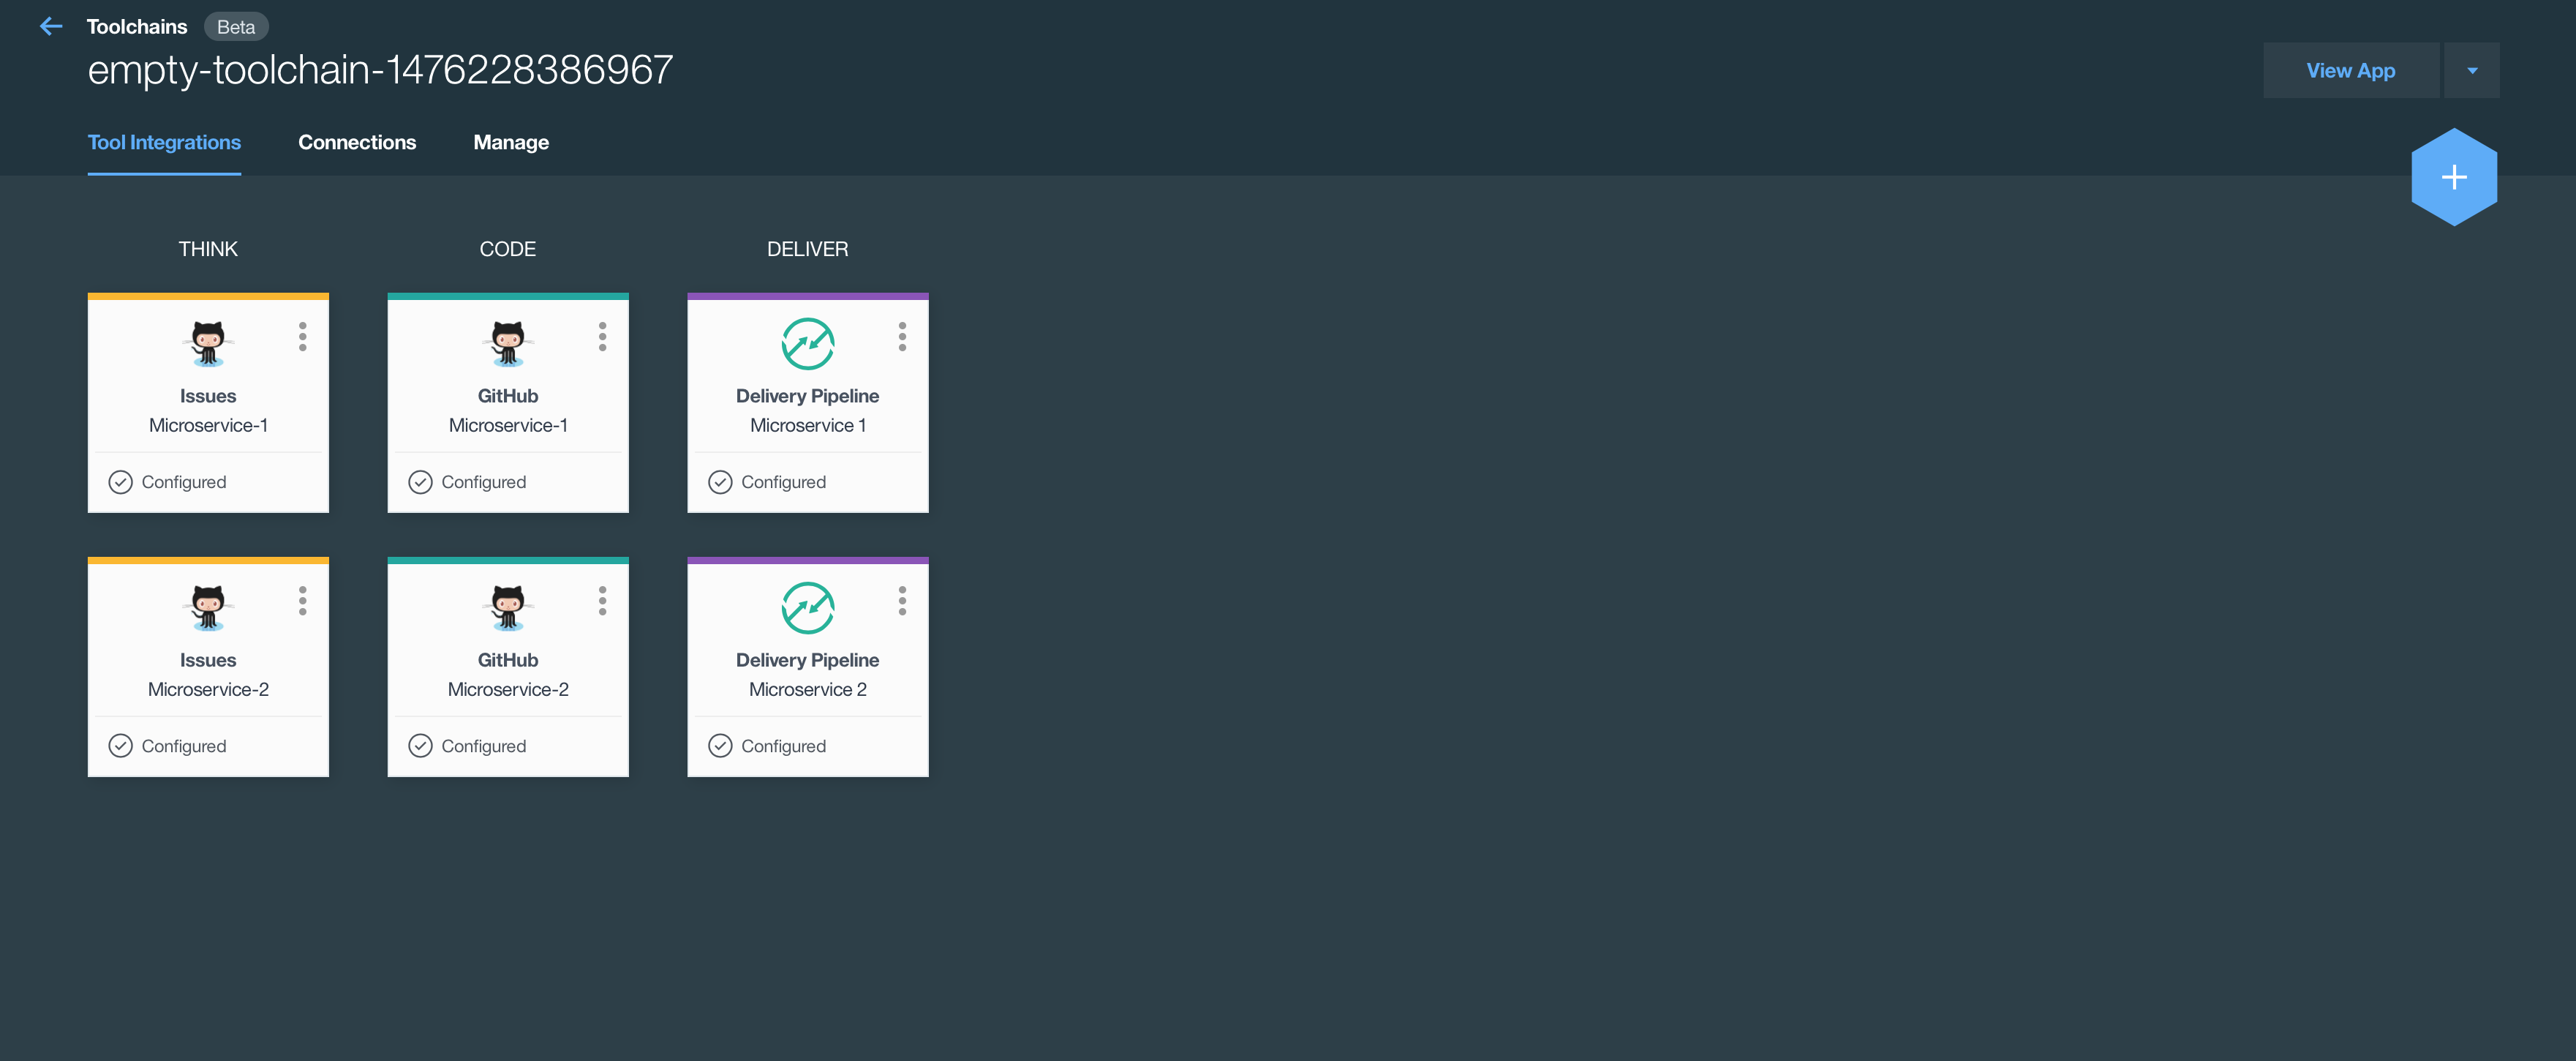 Toolchains Beta
empty-toolchain-1476228386967
View App
Tool Integrations Connections Manage
THINK CODE DELIVER
Issues
Microservice-1
Configured
GitHub
Microservice-1
Configured
Delivery Pipeline
Microservice 1
Configured
Issues
Microservice-2
Configured
GitHub
Microservice-2
Configured
Delivery Pipeline
Microservice 2
Configured